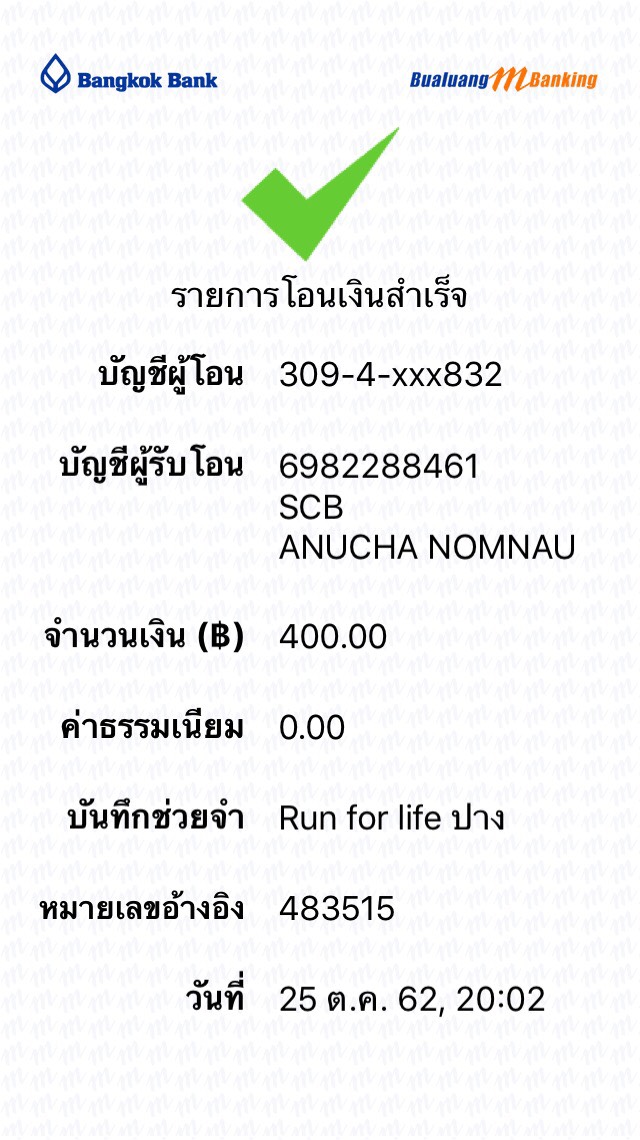 Bangkok Bank
Bualuang mBanking
รายการโอนเงินสำเร็จ
บัญชีผู้โอน 309-4-xxx832
บัญชีผู้รับโอน 6982288461
SCB
ANUCHA NOMNAU
จำนวนเงิน (฿) 400.00
ค่าธรรมเนียม 0.00
บันทึกช่วยจำ Run for life ปาง
หมายเลขอ้างอิง 483515
วันที่ 25 ต.ค. 62, 20:02